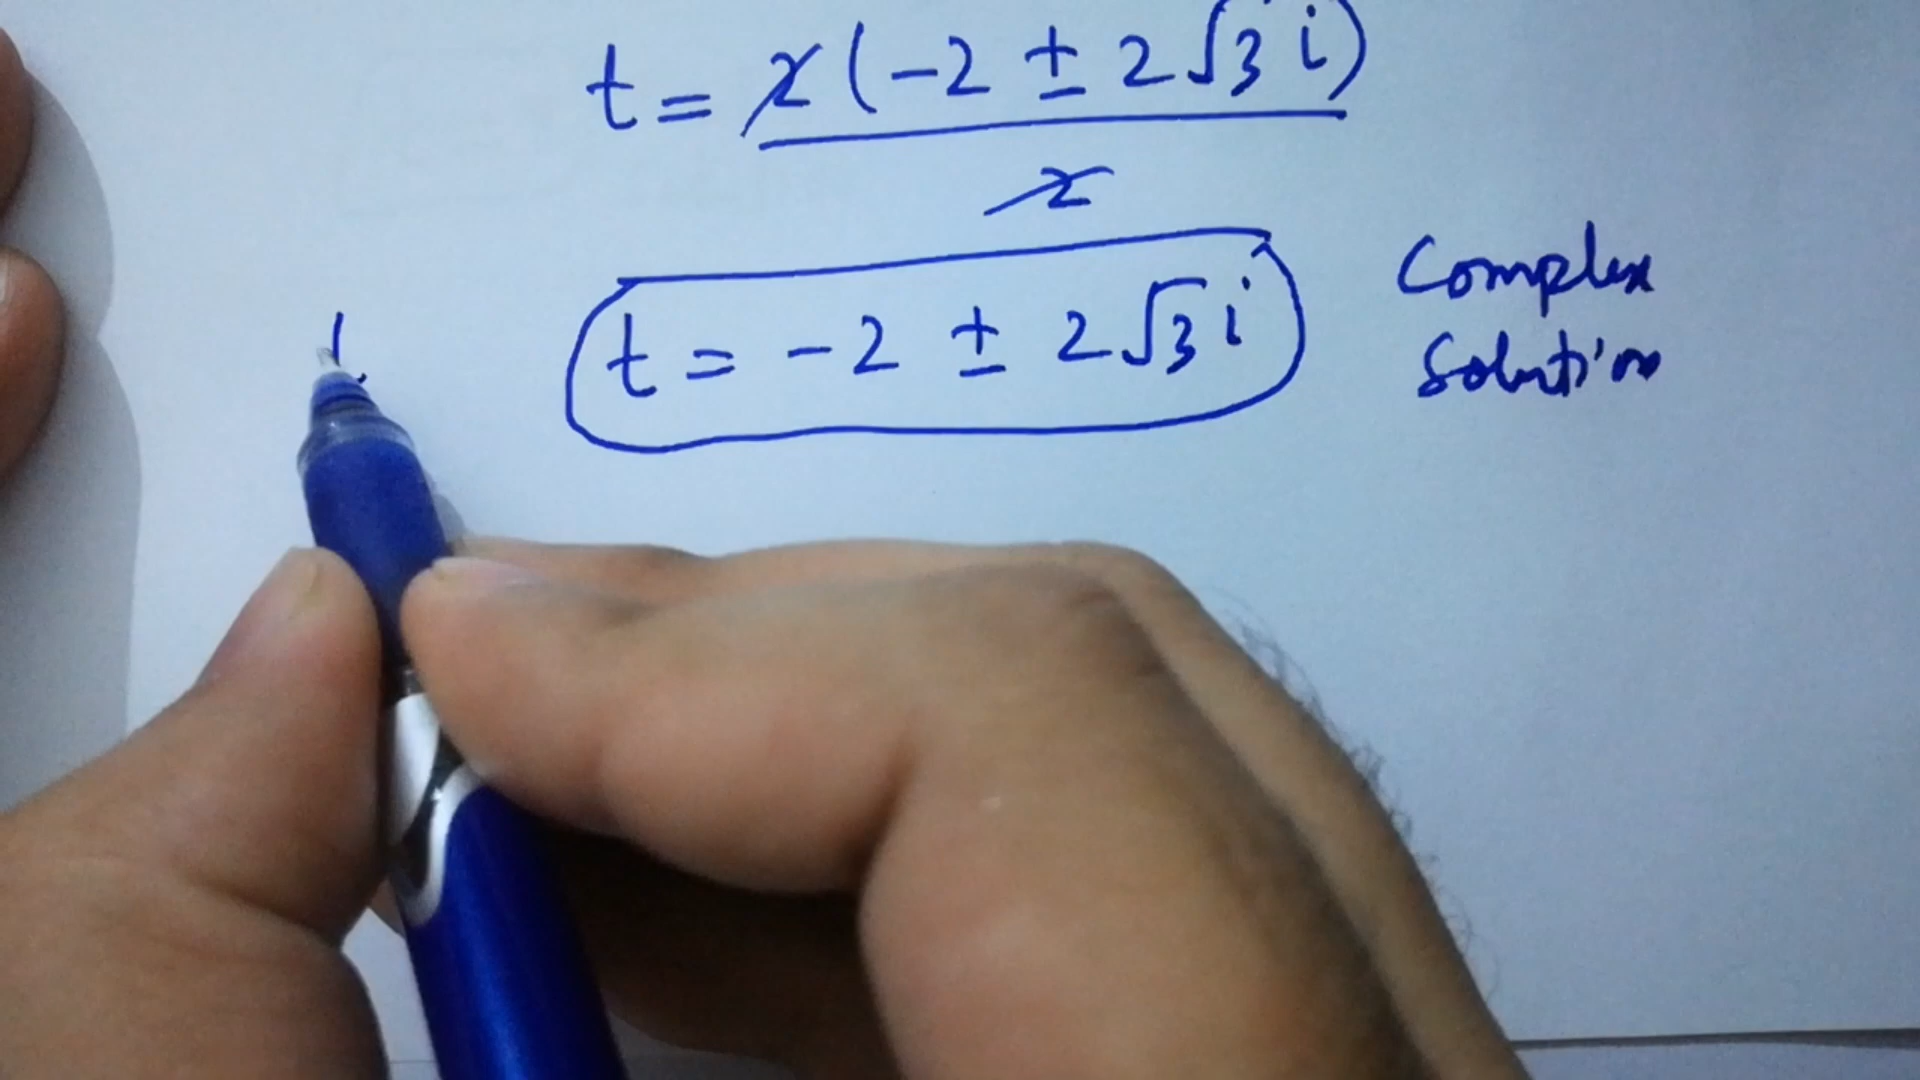 t = 2(-2 ± 2√3 i)
2
t = -2 ± 2√3 i
Complex
Solution